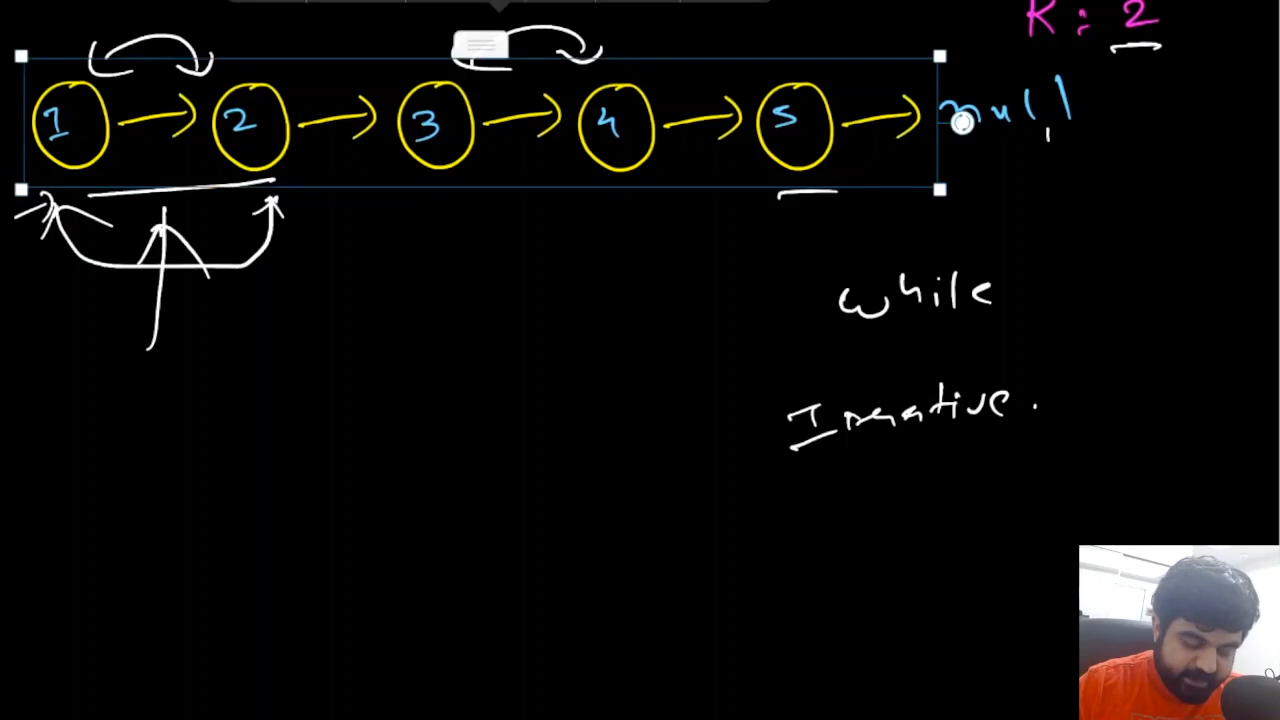 K : 2
1 → 2 → 3 → 4 → 5 → null
while
Iterative.